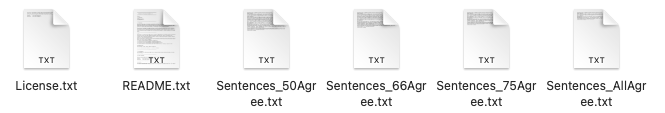 TXT TXT TXT TXT TXT TXT
License.txt README.txt Sentences_50Agr Sentences_66Agr Sentences_75Agr Sentences_AllAgr
ee.txt ee.txt ee.txt ee.txt